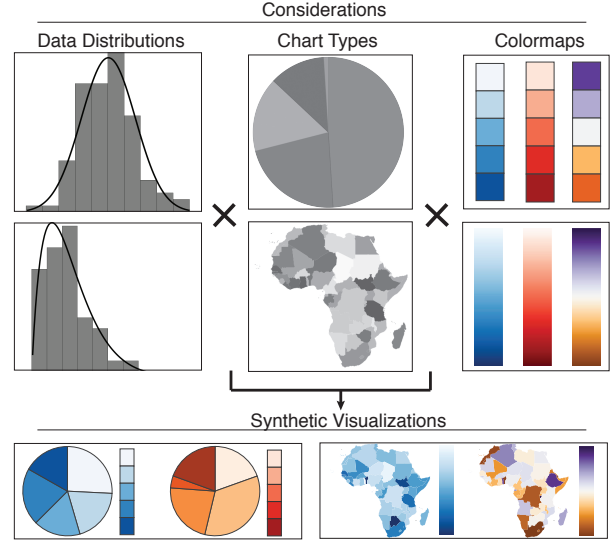 Considerations
Data Distributions
Chart Types
Colormaps
Synthetic Visualizations